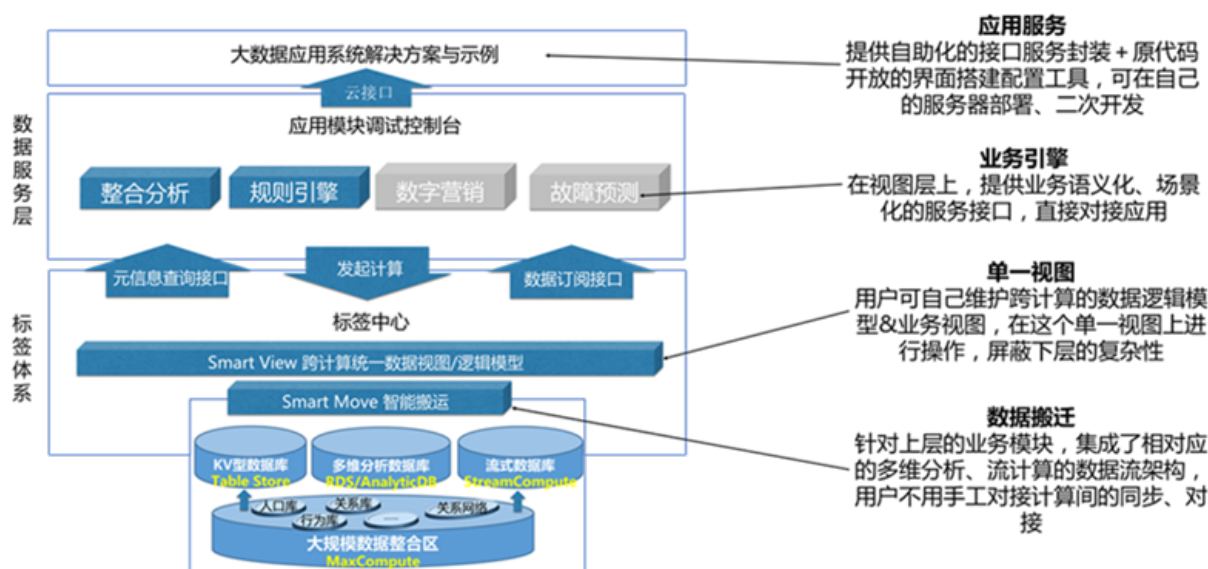 大数据应用系统解决方案与示例
云接口
数据服务层
应用模块调试控制台
整合分析
规则引擎
数字营销
故障预测
元信息查询接口
发起计算
数据订阅接口
标签体系
标签中心
Smart View 跨计算统一数据视图/逻辑模型
Smart Move 智能搬运
KV型数据库
Table Store
多维分析数据库
RDS/AnalyticDB
流式数据库
StreamCompute
人口库
关系库
关系网络
行为库
大规模数据整合区
MaxCompute
应用服务
提供自助化的接口服务封装＋原代码
开放的界面搭建配置工具，可在自己
的服务器部署、二次开发
业务引擎
在视图层上，提供业务语义化、场景
化的服务接口，直接对接应用
单一视图
用户可自己维护跨计算的数据逻辑模
型&业务视图，在这个单一视图上进
行操作，屏蔽下层的复杂性
数据搬迁
针对上层的业务模块，集成了相对应
的多维分析、流计算的数据流架构，
用户不用手工对接计算间的同步、对
接